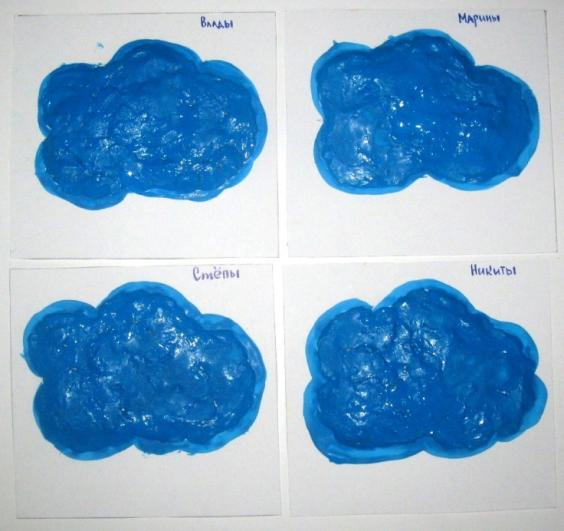 Влады
Марины
Стёпы
Никиты